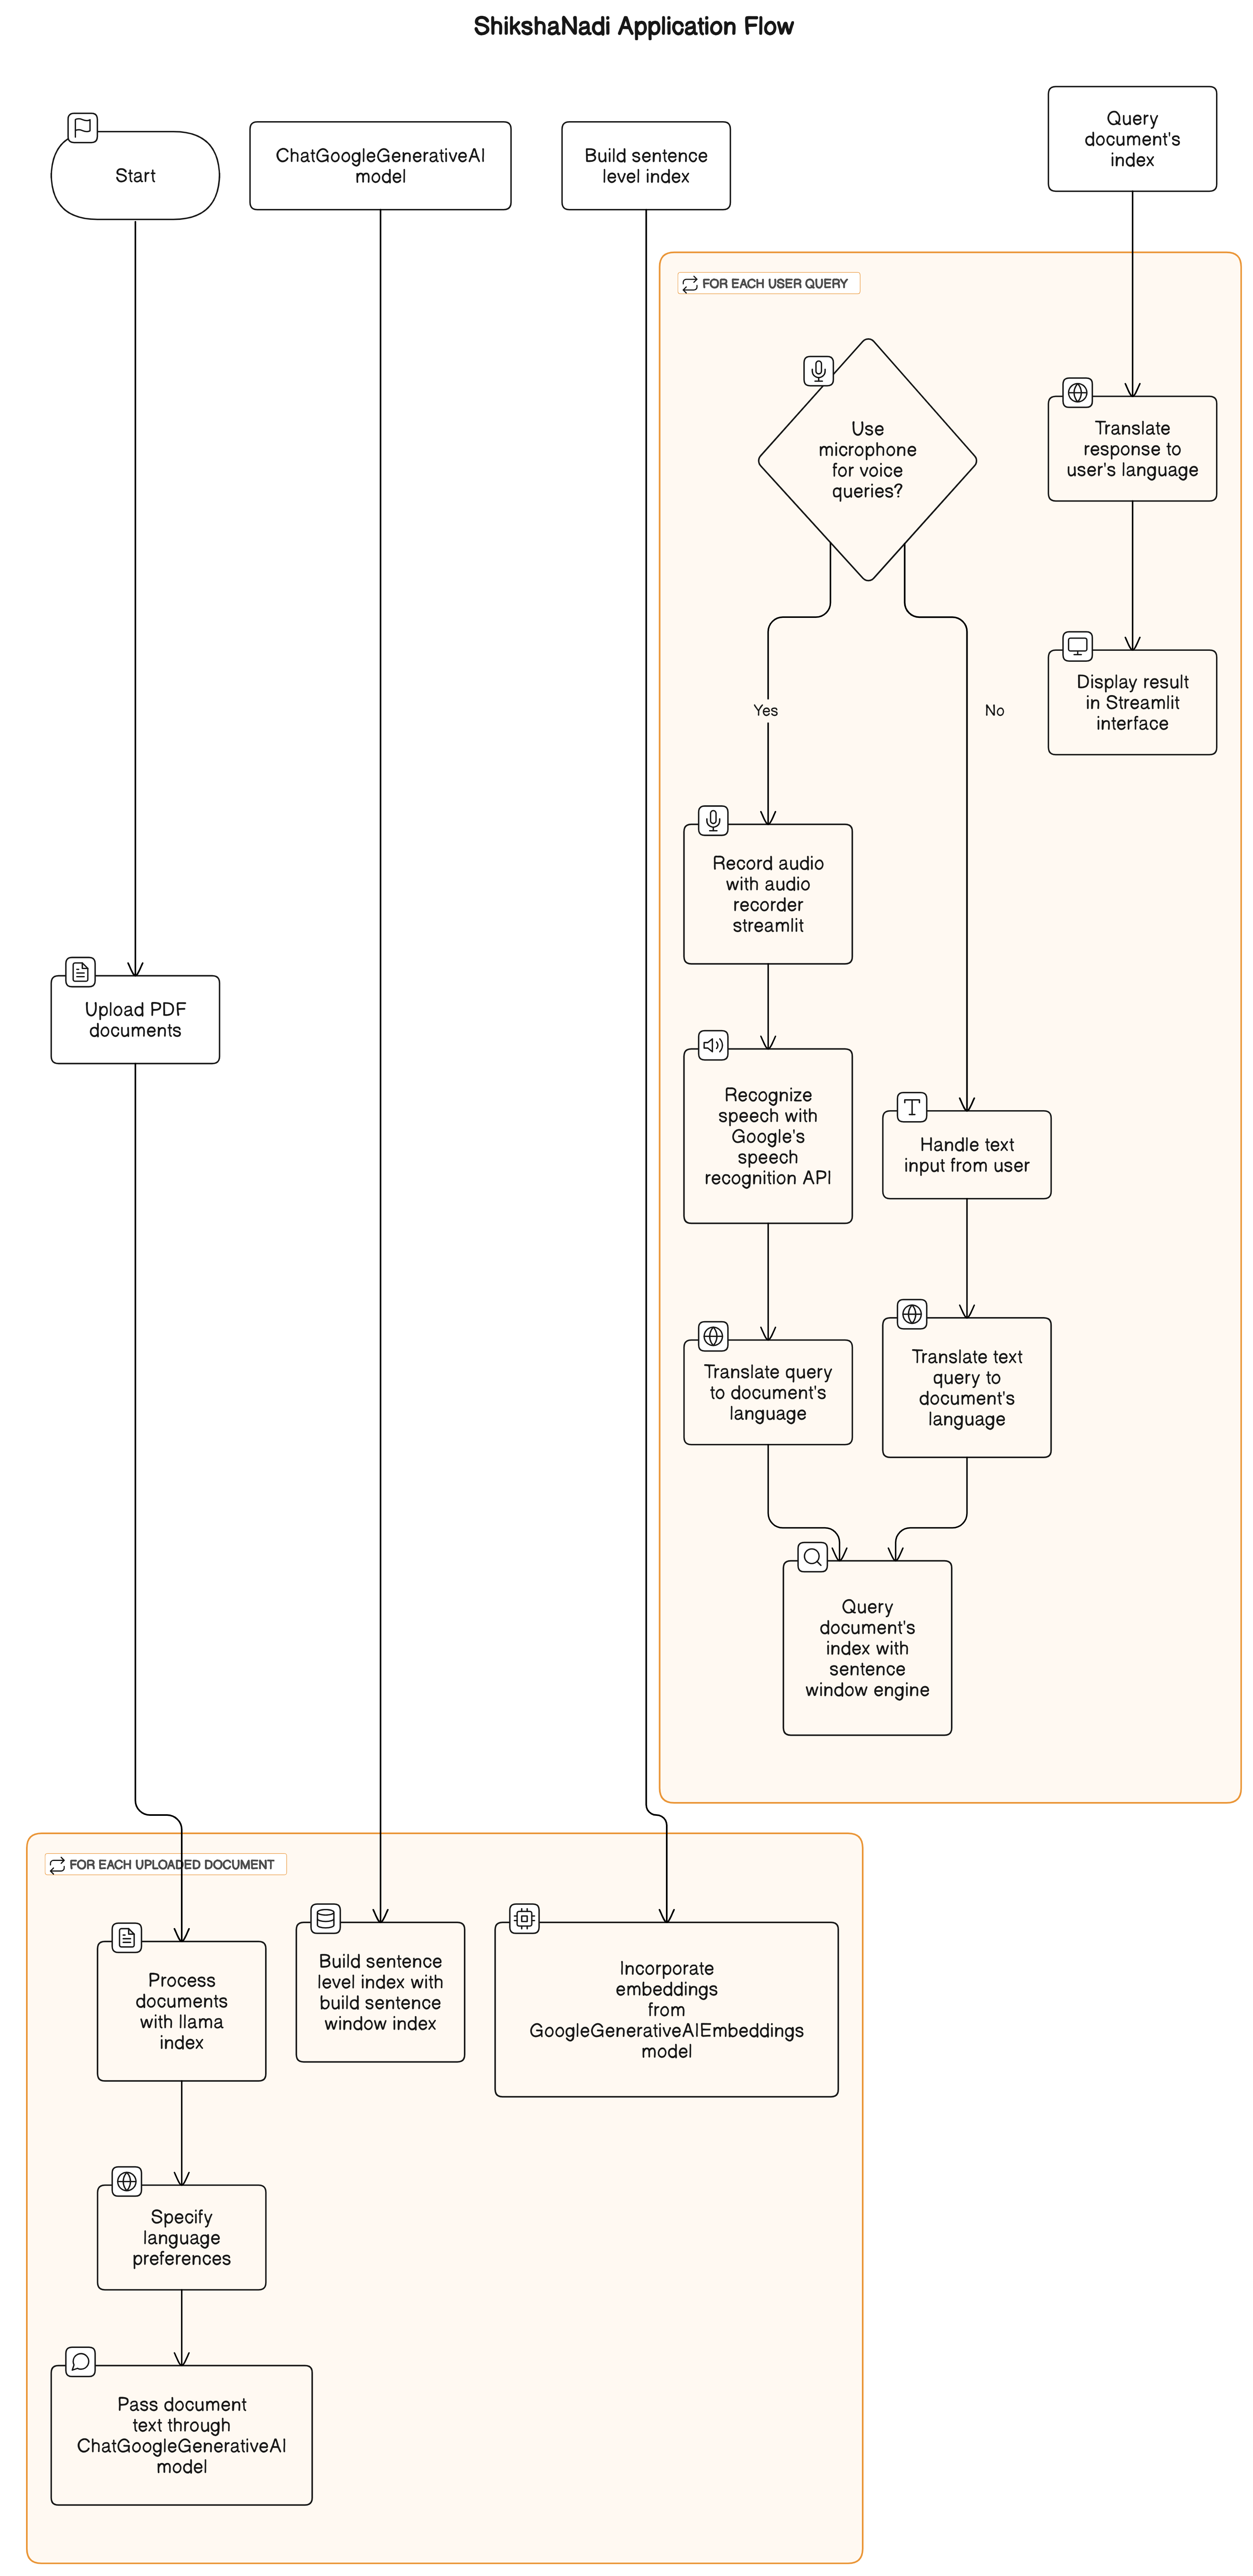 ShikshaNadi Application Flow
Start
ChatGoogleGenerativeAI
model
Build sentence
level index
Query
document's
index
FOR EACH USER QUERY
Use
microphone
for voice
queries?
Translate
response to
user's language
Display result
in Streamlit
interface
Yes
No
Record audio
with audio
recorder
streamlit
Upload PDF
documents
Recognize
speech with
Google's
speech
recognition API
Handle text
input from user
Translate query
to document's
language
Translate text
query to
document's
language
Query
document's
index with
sentence
window engine
FOR EACH UPLOADED DOCUMENT
Process
documents
with llama
index
Build sentence
level index with
build sentence
window index
Incorporate
embeddings
from
GoogleGenerativeAIEmbeddings
model
Specify
language
preferences
Pass document
text through
ChatGoogleGenerativeAI
model